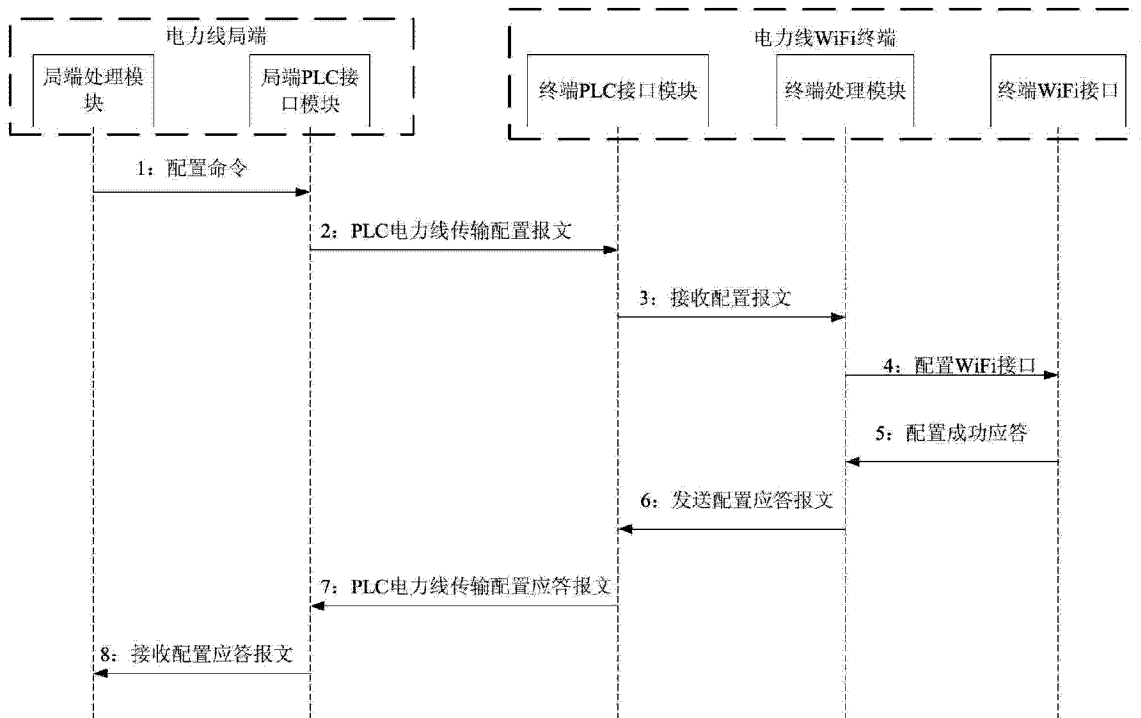 电力线局端
电力线WiFi终端
局端处理模
块
局端PLC接
口模块
终端PLC接口模块
终端处理模块
终端WiFi接口
1：配置命令
2：PLC电力线传输配置报文
3：接收配置报文
4：配置WiFi接口
5：配置成功应答
6：发送配置应答报文
7：PLC电力线传输配置应答报文
8：接收配置应答报文